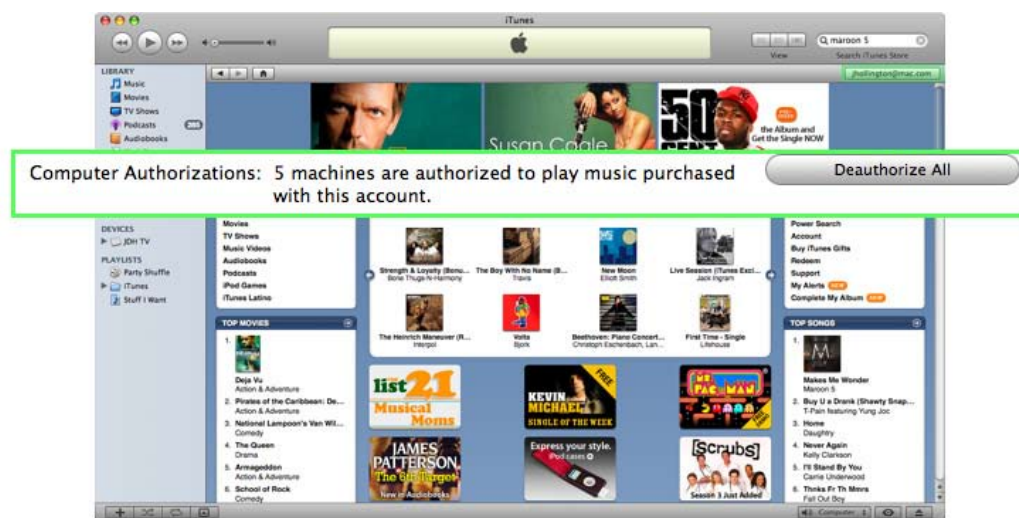 iTunes
maroon 5
View
Search iTunes Store
LIBRARY
Music
Movies
TV Shows
Podcasts
Audiobooks
jhollington@mac.com
Susan Cagle
50
CENT
the Album and
Get the Single NOW
Computer Authorizations: 5 machines are authorized to play music purchased
with this account.
Deauthorize All
DEVICES
JDH TV
PLAYLISTS
Party Shuffle
iTunes
Stuff I Want
Movies
TV Shows
Music Videos
Audiobooks
Podcasts
iPod Games
iTunes Latino
Strength & Loyalty (Bonu...
Bone Thugs-N-Harmony
The Boy With No Name (B...
Travis
New Moon
Elliott Smith
Live Session (iTunes Excl...
Jack Ingram
The Heinrich Maneuver (R...
Interpol
Volta
Bjork
Beethoven: Piano Concert...
Christoph Eschenbach, Lan...
First Time - Single
Lifehouse
Power Search
Account
Buy iTunes Gifts
Redeem
Support
My Alerts NEW
Complete My Album NEW
TOP MOVIES
1.
Deja Vu
Action & Adventure
2. Pirates of the Caribbean: De...
Action & Adventure
3. National Lampoon's Van Wil...
Comedy
4. The Queen
Drama
5. Armageddon
Action & Adventure
6. School of Rock
Comedy
list 21
Musical
Moms
FREE
KEVIN
MICHAEL
SINGLE OF THE WEEK
MS.
PAC-MAN
FREE
DEMO
JAMES
PATTERSON
The 6th Target
New in Audiobooks
Express your style.
iPod cases
[Scrubs]
Season 3 Just Added
TOP SONGS
1.
M
Makes Me Wonder
Maroon 5
2. Buy U a Drank (Shawty Snap...
T-Pain featuring Yung Joc
3. Home
Daughtry
4. Never Again
Kelly Clarkson
5. I'll Stand By You
Carrie Underwood
6. Thnks Fr Th Mmrs
Fall Out Boy
Computer